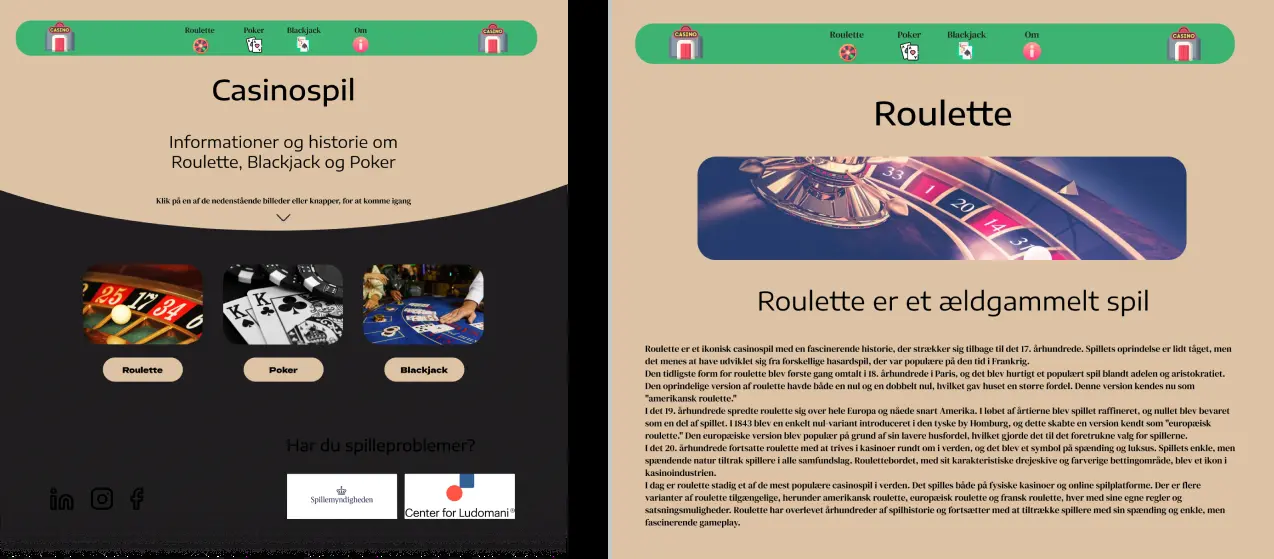 CASINO
Roulette
Poker
Blackjack
Om
CASINO
Casinospil
Informationer og historie om
Roulette, Blackjack og Poker
Klik på en af de nedenstående billeder eller knapper, for at komme igang
25 17 34 6
K K
Roulette
Poker
Blackjack
Har du spilleproblemer?
Spillemyndigheden
Center for Ludomani®
in
CASINO
Roulette
Poker
Blackjack
Om
CASINO
Roulette
33 1 20 14 31
Roulette er et ældgammelt spil
Roulette er et ikonisk casinospil med en fascinerende historie, der strækker sig tilbage til det 17. århundrede. Spillets oprindelse er lidt tåget, men
det menes at have udviklet sig fra forskellige hasardspil, der var populære på den tid i Frankrig.
Den tidligste form for roulette blev første gang omtalt i 18. århundrede i Paris, og det blev hurtigt et populært spil blandt adelen og aristokratiet.
Den oprindelige version af roulette havde både en nul og en dobbelt nul, hvilket gav huset en større fordel. Denne version kendes nu som
"amerikansk roulette."
I det 19. århundrede spredte roulette sig over hele Europa og nåede snart Amerika. I løbet af årtierne blev spillet raffineret, og nullet blev bevaret
som en del af spillet. I 1843 blev en enkelt nul-variant introduceret i den tyske by Homburg, og dette skabte en version kendt som "europæisk
roulette." Den europæiske version blev populær på grund af sin lavere husfordel, hvilket gjorde det til det foretrukne valg for spillerne.
I det 20. århundrede fortsatte roulette med at trives i kasinoer rundt om i verden, og det blev et symbol på spænding og luksus. Spillets enkle, men
spændende natur tiltrak spillere i alle samfundslag. Roulettebordet, med sit karakteristiske drejeskive og farverige bettingområde, blev et ikon i
kasinoindustrien.
I dag er roulette stadig et af de mest populære casinospil i verden. Det spilles både på fysiske kasinoer og online spilplatforme. Der er flere
varianter af roulette tilgængelige, herunder amerikansk roulette, europæisk roulette og fransk roulette, hver med sine egne regler og
satsningsmuligheder. Roulette har overlevet århundreder af spilhistorie og fortsætter med at tiltrække spillere med sin spænding og enkle, men
fascinerende gameplay.